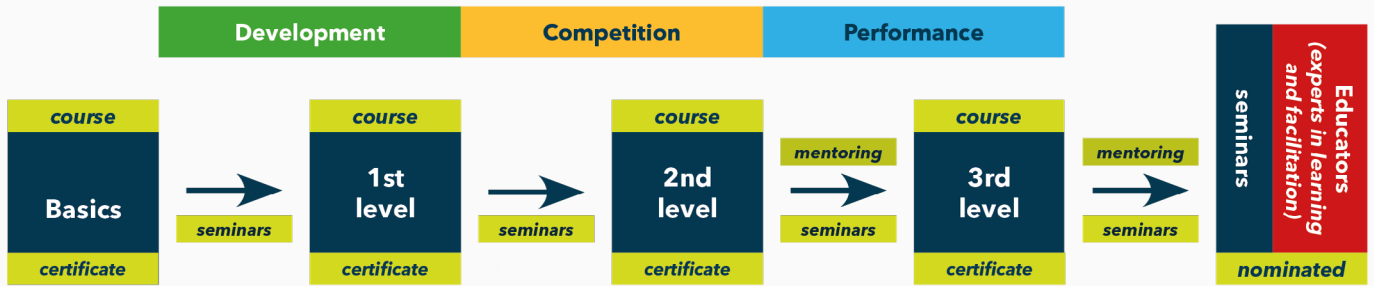 Development
Competition
Performance
course
Basics
certificate
seminars
course
1st
level
certificate
seminars
course
2nd
level
certificate
mentoring
seminars
course
3rd
level
certificate
mentoring
seminars
seminars
Educators
(experts in learning
and facilitation)
nominated